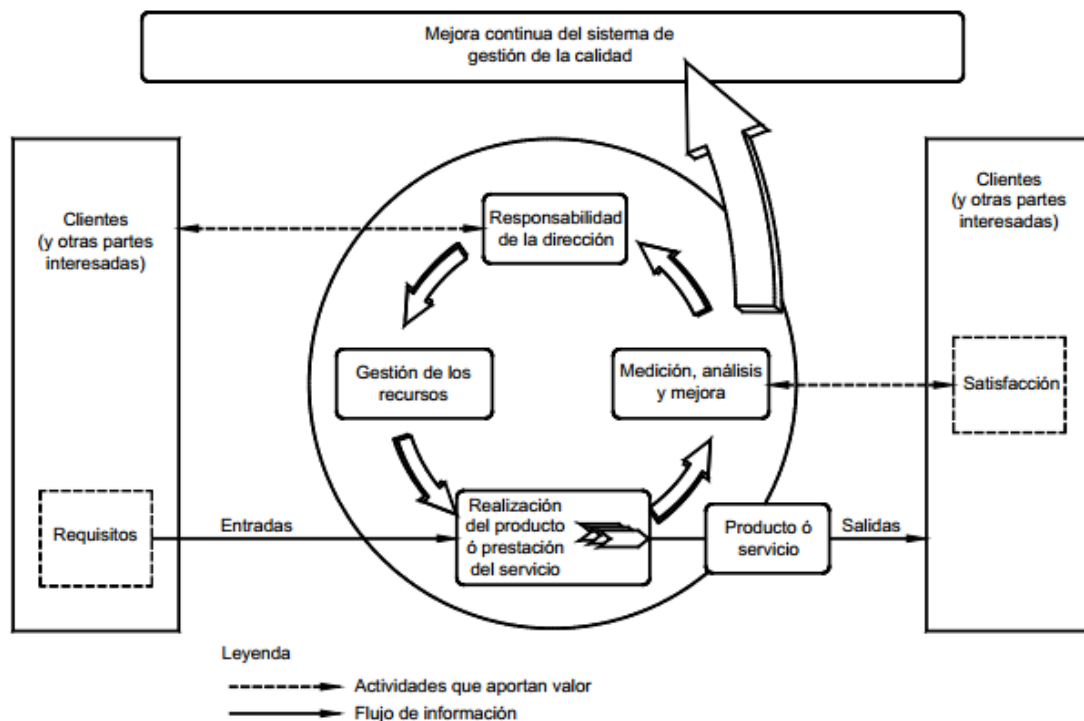 Mejora continua del sistema de
gestión de la calidad
Clientes
(y otras partes
interesadas)
Responsabilidad
de la dirección
Clientes
(y otras partes
interesadas)
Gestión de los
recursos
Medición, análisis
y mejora
Satisfacción
Requisitos
Entradas
Realización
del producto
ó prestación
del servicio
Producto ó
servicio
Salidas
Leyenda
Actividades que aportan valor
Flujo de información